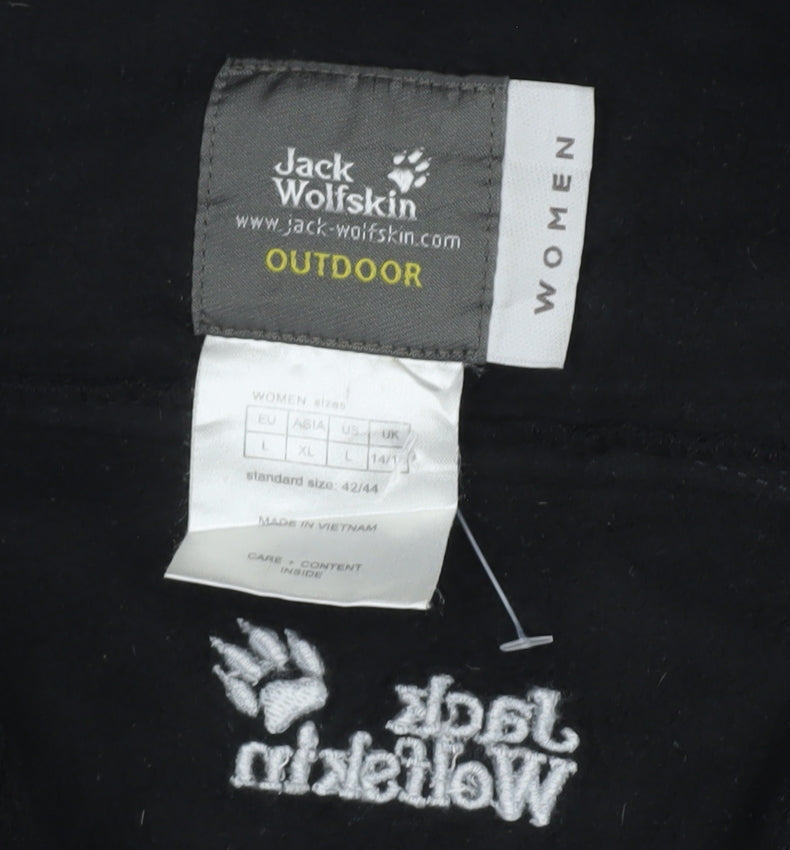 Jack
Wolfskin
www.jack-wolfskin.com
OUTDOOR
WOMEN
WOMEN sizes
EU ASIA US UK
L XL L
standard size: 42/44
MADE IN VIETNAM
CARE + CONTENT
INSIDE
Jack
Wolfskin